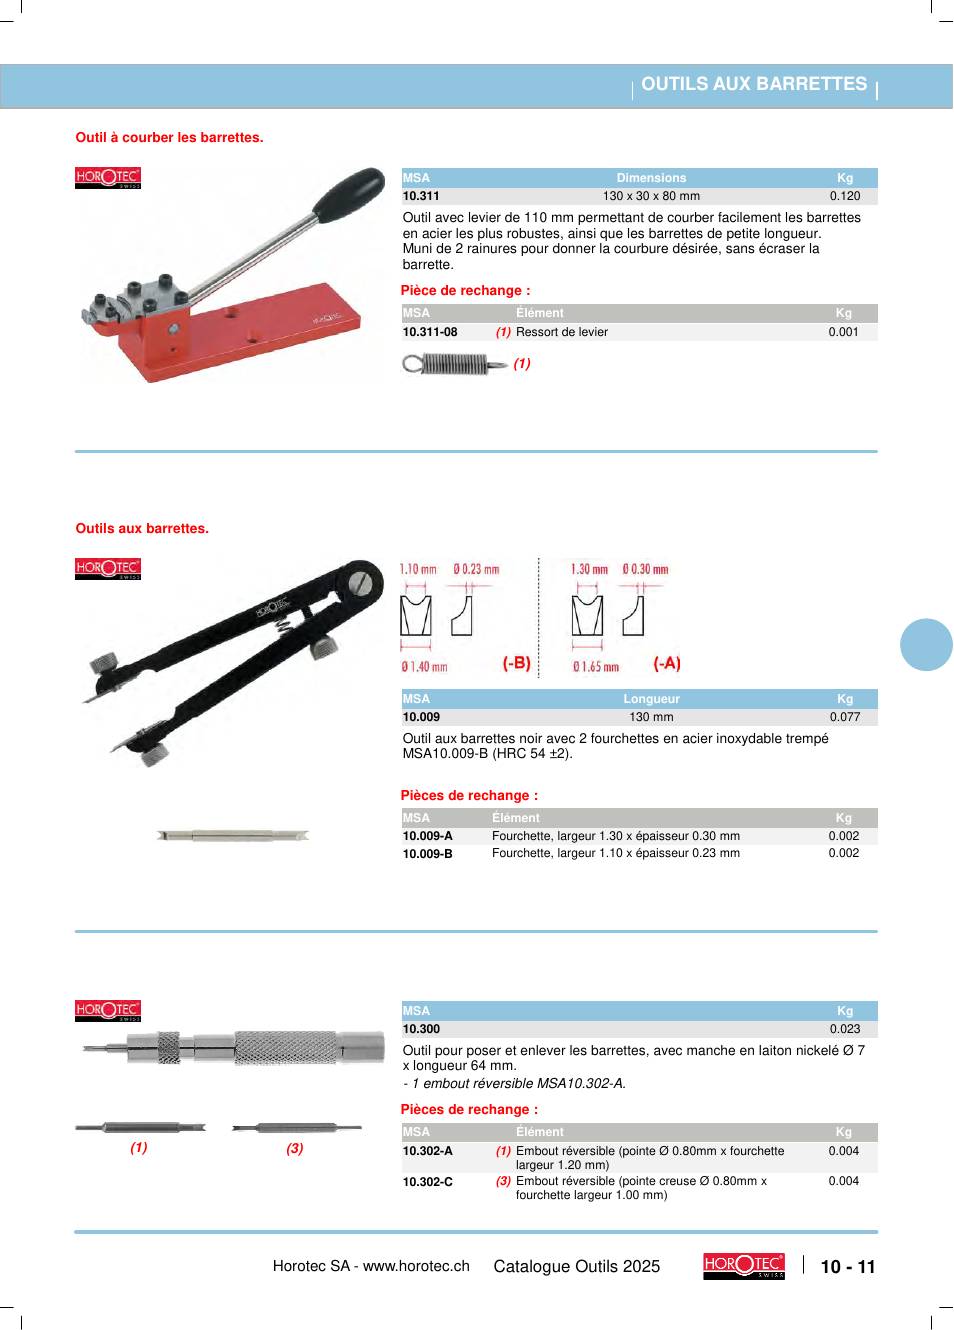 OUTILS AUX BARRETTES
Outil à courber les barrettes.
HOROTEC
SWISS
MSA Dimensions Kg
10.311 130 x 30 x 80 mm 0.120
Outil avec levier de 110 mm permettant de courber facilement les barrettes
en acier les plus robustes, ainsi que les barrettes de petite longueur.
Muni de 2 rainures pour donner la courbure désirée, sans écraser la
barrette.
Pièce de rechange :
MSA Élément Kg
10.311-08 (1) Ressort de levier 0.001
(1)
HOROTEC
Outils aux barrettes.
HOROTEC
SWISS
HOROTEC
1.10 mm Ø 0.23 mm 1.30 mm Ø 0.30 mm
Ø 1.40 mm (-B) Ø 1.65 mm (-A)
MSA Longueur Kg
10.009 130 mm 0.077
Outil aux barrettes noir avec 2 fourchettes en acier inoxydable trempé
MSA10.009-B (HRC 54 ±2).
Pièces de rechange :
MSA Élément Kg
10.009-A Fourchette, largeur 1.30 x épaisseur 0.30 mm 0.002
10.009-B Fourchette, largeur 1.10 x épaisseur 0.23 mm 0.002
HOROTEC
SWISS
MSA Kg
10.300 0.023
Outil pour poser et enlever les barrettes, avec manche en laiton nickelé Ø 7
x longueur 64 mm.
- 1 embout réversible MSA10.302-A.
(1) (3)
Pièces de rechange :
MSA Élément Kg
10.302-A (1) Embout réversible (pointe Ø 0.80mm x fourchette 0.004
largeur 1.20 mm)
10.302-C (3) Embout réversible (pointe creuse Ø 0.80mm x 0.004
fourchette largeur 1.00 mm)
Horotec SA - www.horotec.ch Catalogue Outils 2025 HOROTEC SWISS 10 - 11